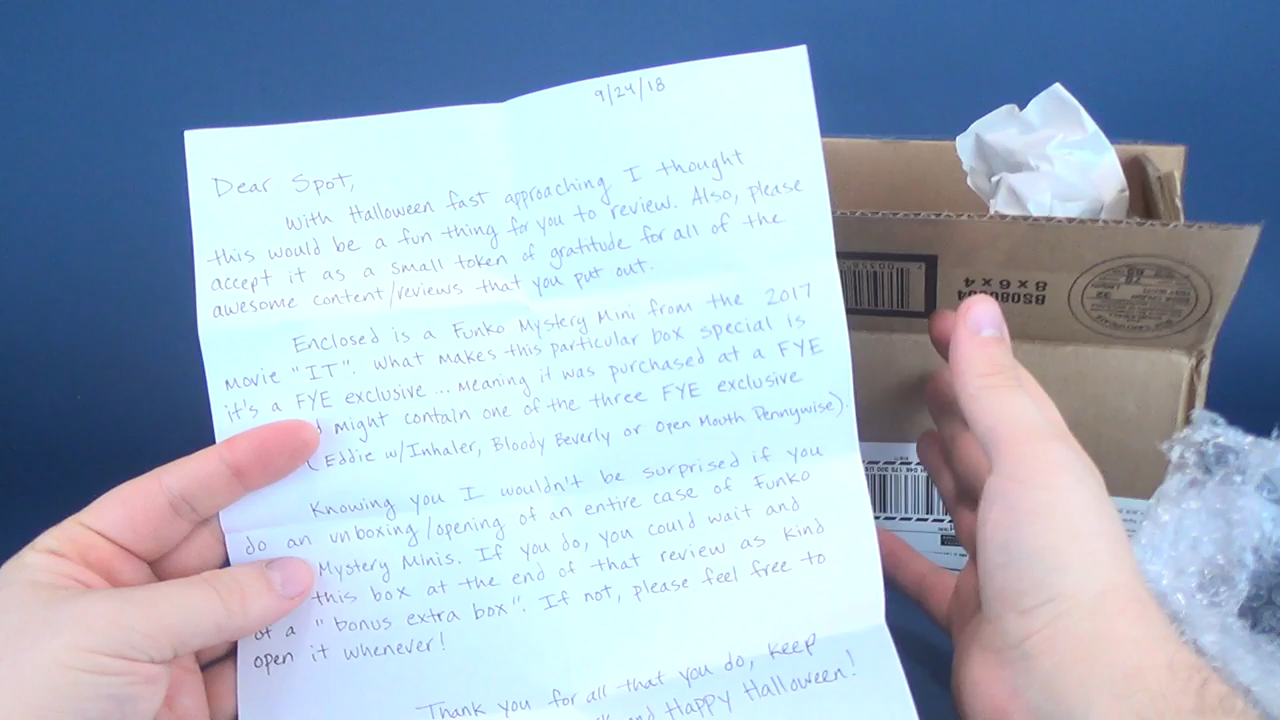 9/24/18
Dear Spot,
With Halloween fast approaching I thought
this would be a fun thing for you to review. Also, please
accept it as a small token of gratitude for all of the
awesome content/reviews that you put out.
Enclosed is a Funko Mystery Mini from the 2017
movie "IT". What makes this particular box special is
it's a FYE exclusive... meaning it was purchased at a FYE
might contain one of the three FYE exclusive
(Eddie w/Inhaler, Bloody Beverly or Open Mouth Pennywise).
Knowing you I wouldn't be surprised if you
do an unboxing/opening of an entire case of Funko
Mystery Minis. If you do, you could wait and
this box at the end of that review as kind
of a "bonus extra box". If not, please feel free to
open it whenever!
Thank you for all that you do, keep
and Happy Halloween!
BS080604
8x6x4